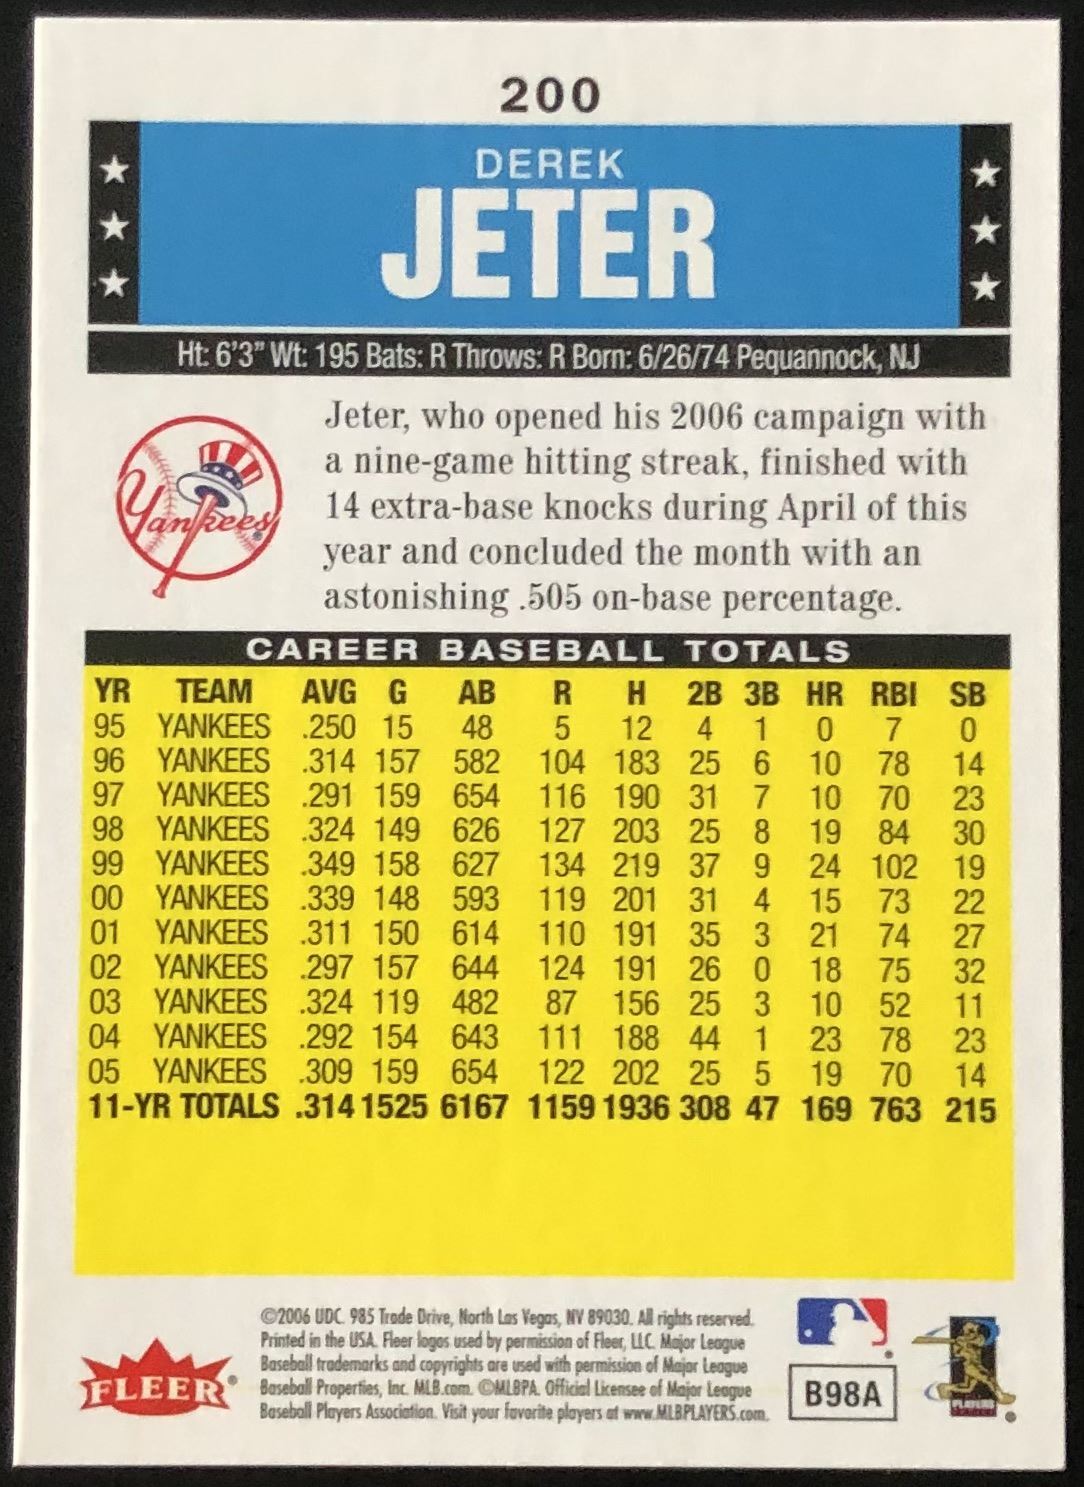 200
DEREK
JETER
Ht: 6'3" Wt: 195 Bats: R Throws: R Born: 6/26/74 Pequannock, NJ
Yankees
Jeter, who opened his 2006 campaign with
a nine-game hitting streak, finished with
14 extra-base knocks during April of this
year and concluded the month with an
astonishing .505 on-base percentage.
CAREER BASEBALL TOTALS
YR TEAM AVG G AB R H 2B 3B HR RBI SB
95 YANKEES .250 15 48 5 12 4 1 0 7 0
96 YANKEES .314 157 582 104 183 25 6 10 78 14
97 YANKEES .291 159 654 116 190 31 7 10 70 23
98 YANKEES .324 149 626 127 203 25 8 19 84 30
99 YANKEES .349 158 627 134 219 37 9 24 102 19
00 YANKEES .339 148 593 119 201 31 4 15 73 22
01 YANKEES .311 150 614 110 191 35 3 21 74 27
02 YANKEES .297 157 644 124 191 26 0 18 75 32
03 YANKEES .324 119 482 87 156 25 3 10 52 11
04 YANKEES .292 154 643 111 188 44 1 23 78 23
05 YANKEES .309 159 654 122 202 25 5 19 70 14
11-YR TOTALS .314 1525 6167 1159 1936 308 47 169 763 215
FLEER®
©2006 UDC. 985 Trade Drive, North Las Vegas, NV 89030. All rights reserved.
Printed in the USA. Fleer logos used by permission of Fleer, LLC. Major League
Baseball trademarks and copyrights are used with permission of Major League
Baseball Properties, Inc. MLB.com. ©MLBPA. Official Licensee of Major League
Baseball Players Association. Visit your favorite players at www.MLBPLAYERS.com.
B98A
PLAYERS